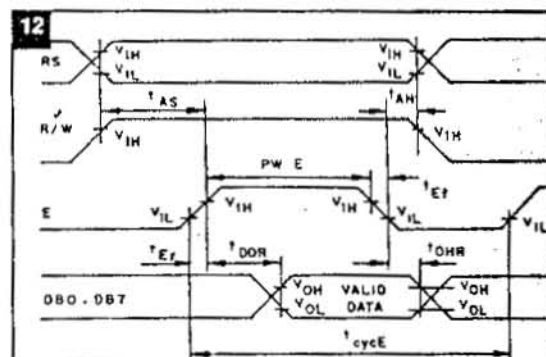 12
RS VIH VIH
VIL VIL
tAS tAH
R/W VIH VIH
PW E tEf
E VIL VIH VIH VIL VIL
tEr tDDR tDHR
DB0.DB7 VOH VALID VOH
VOL DATA VOL
tcycE